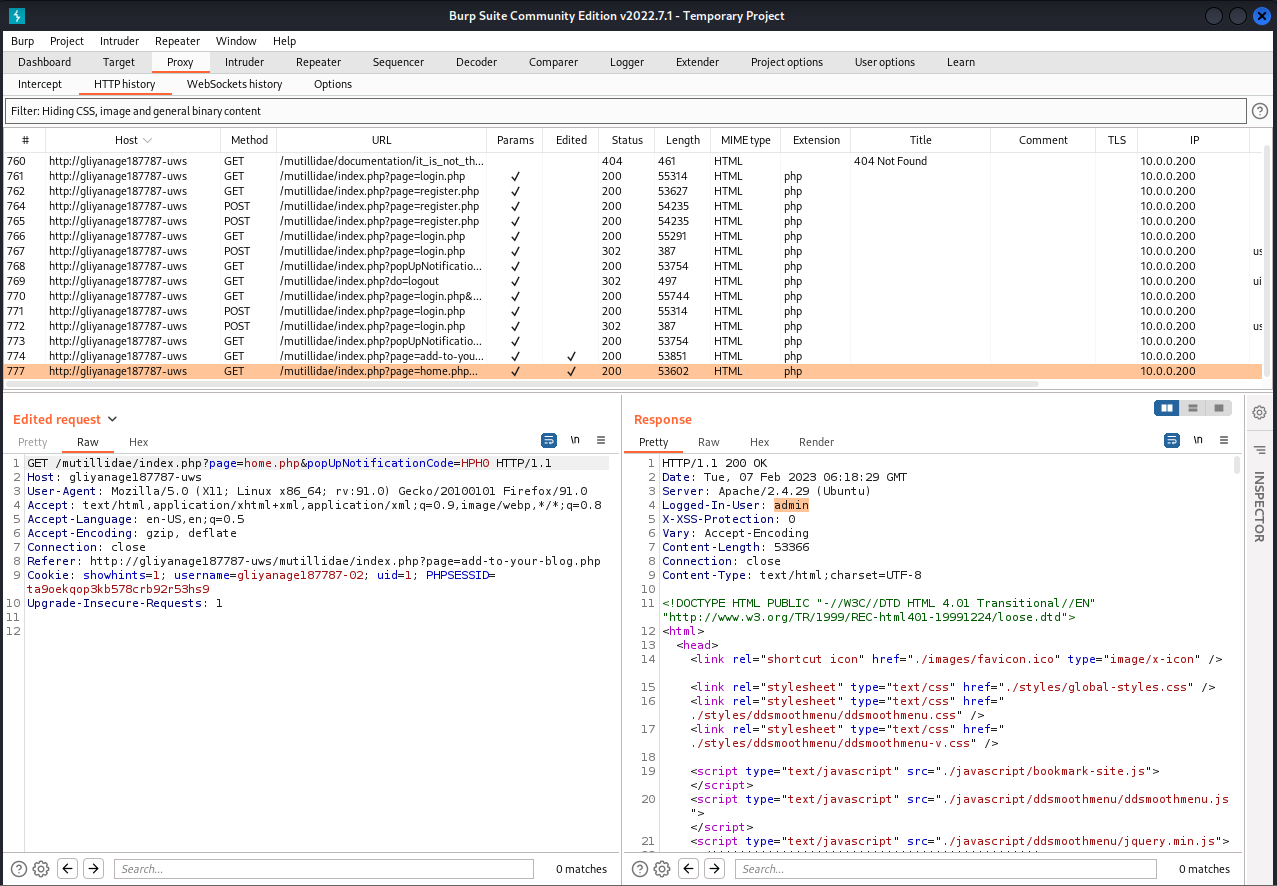 Burp Suite Community Edition v2022.7.1 - Temporary Project
Burp Project Intruder Repeater Window Help
Dashboard Target Proxy Intruder Repeater Sequencer Decoder Comparer Logger Extender Project options User options Learn
Intercept HTTP history WebSockets history Options
Filter: Hiding CSS, image and general binary content
# Host Method URL Params Edited Status Length MIME type Extension Title Comment TLS IP
760 http://gliyanage187787-uws GET /mutillidae/documentation/it_is_not_th... 404 461 HTML 404 Not Found 10.0.0.200
761 http://gliyanage187787-uws GET /mutillidae/index.php?page=login.php ✓ 200 55314 HTML php 10.0.0.200
762 http://gliyanage187787-uws GET /mutillidae/index.php?page=register.php ✓ 200 53627 HTML php 10.0.0.200
764 http://gliyanage187787-uws POST /mutillidae/index.php?page=register.php ✓ 200 54235 HTML php 10.0.0.200
765 http://gliyanage187787-uws POST /mutillidae/index.php?page=register.php ✓ 200 54235 HTML php 10.0.0.200
766 http://gliyanage187787-uws GET /mutillidae/index.php?page=login.php ✓ 200 55291 HTML php 10.0.0.200
767 http://gliyanage187787-uws POST /mutillidae/index.php?page=login.php ✓ 302 387 HTML php 10.0.0.200 us
768 http://gliyanage187787-uws GET /mutillidae/index.php?popUpNotificatio... ✓ 200 53754 HTML php 10.0.0.200
769 http://gliyanage187787-uws GET /mutillidae/index.php?do=logout ✓ 302 497 HTML php 10.0.0.200 ui
770 http://gliyanage187787-uws GET /mutillidae/index.php?page=login.php&... ✓ 200 55744 HTML php 10.0.0.200
771 http://gliyanage187787-uws POST /mutillidae/index.php?page=login.php ✓ 200 55314 HTML php 10.0.0.200
772 http://gliyanage187787-uws POST /mutillidae/index.php?page=login.php ✓ 302 387 HTML php 10.0.0.200 us
773 http://gliyanage187787-uws GET /mutillidae/index.php?popUpNotificatio... ✓ 200 53754 HTML php 10.0.0.200
774 http://gliyanage187787-uws GET /mutillidae/index.php?page=add-to-you... ✓ ✓ 200 53851 HTML php 10.0.0.200
777 http://gliyanage187787-uws GET /mutillidae/index.php?page=home.php... ✓ ✓ 200 53602 HTML php 10.0.0.200
Edited request
Pretty Raw Hex \n
1 GET /mutillidae/index.php?page=home.php&popUpNotificationCode=HPH0 HTTP/1.1
2 Host: gliyanage187787-uws
3 User-Agent: Mozilla/5.0 (X11; Linux x86_64; rv:91.0) Gecko/20100101 Firefox/91.0
4 Accept: text/html,application/xhtml+xml,application/xml;q=0.9,image/webp,*/*;q=0.8
5 Accept-Language: en-US,en;q=0.5
6 Accept-Encoding: gzip, deflate
7 Connection: close
8 Referer: http://gliyanage187787-uws/mutillidae/index.php?page=add-to-your-blog.php
9 Cookie: showhints=1; username=gliyanage187787-02; uid=1; PHPSESSID=
ta9oekqop3kb578crb92r53hs9
10 Upgrade-Insecure-Requests: 1
11
12
0 matches
Search...
Response
Pretty Raw Hex Render \n
1 HTTP/1.1 200 OK
2 Date: Tue, 07 Feb 2023 06:18:29 GMT
3 Server: Apache/2.4.29 (Ubuntu)
4 Logged-In-User: admin
5 X-XSS-Protection: 0
6 Vary: Accept-Encoding
7 Content-Length: 53366
8 Connection: close
9 Content-Type: text/html;charset=UTF-8
10
11 <!DOCTYPE HTML PUBLIC "-//W3C//DTD HTML 4.01 Transitional//EN"
"http://www.w3.org/TR/1999/REC-html401-19991224/loose.dtd">
12 <html>
13 <head>
14 <link rel="shortcut icon" href="./images/favicon.ico" type="image/x-icon" />
15 <link rel="stylesheet" type="text/css" href="./styles/global-styles.css" />
16 <link rel="stylesheet" type="text/css" href="
./styles/ddsmoothmenu/ddsmoothmenu.css" />
17 <link rel="stylesheet" type="text/css" href="
./styles/ddsmoothmenu/ddsmoothmenu-v.css" />
18
19 <script type="text/javascript" src="./javascript/bookmark-site.js">
</script>
20 <script type="text/javascript" src="./javascript/ddsmoothmenu/ddsmoothmenu.js
">
</script>
21 <script type="text/javascript" src="./javascript/ddsmoothmenu/jquery.min.js">
Search...
0 matches
INSPECTOR